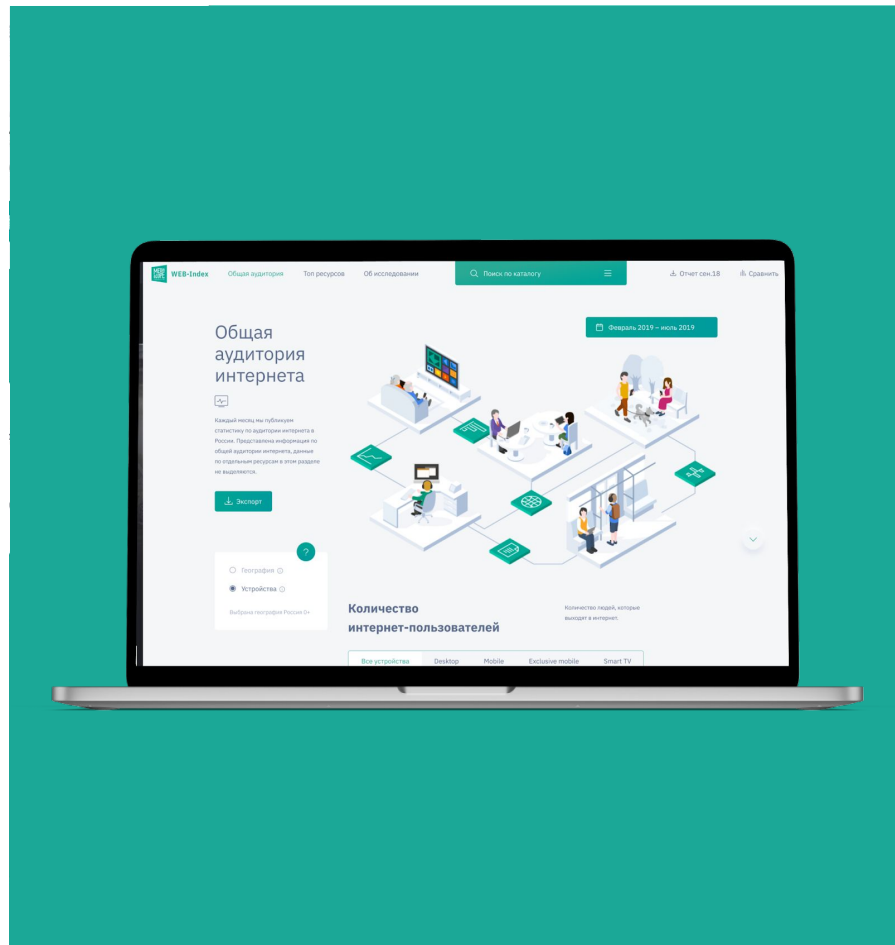 MEDIA
SCOPE
WEB-Index
Общая аудитория
Топ ресурсов
Об исследовании
Поиск по каталогу
Отчет сен.18
Сравнить
Общая
аудитория
интернета
Февраль 2019 – июль 2019
Каждый месяц мы публикуем
статистику по аудитории интернета в
России. Представлена информация по
общей аудитории интернета, данные
по отдельным ресурсам в этом разделе
не выделяются.
Экспорт
?
География
Устройства
Выбрана география Россия 0+
Количество
интернет-пользователей
Количество людей, которые
выходят в интернет.
Все устройства
Desktop
Mobile
Exclusive mobile
Smart TV